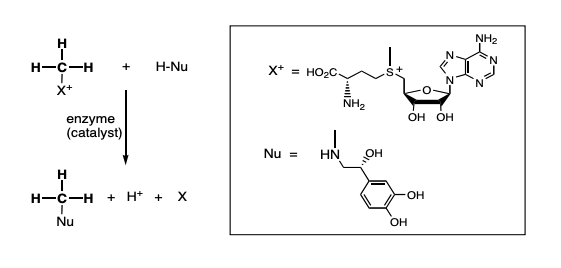 H
H–C–H + H-Nu
X+
enzyme
(catalyst)
H
H–C–H + H+ + X
Nu
X+ = HO2C S+ O N N N N NH2
NH2 OH OH
Nu = HN OH
OH
OH